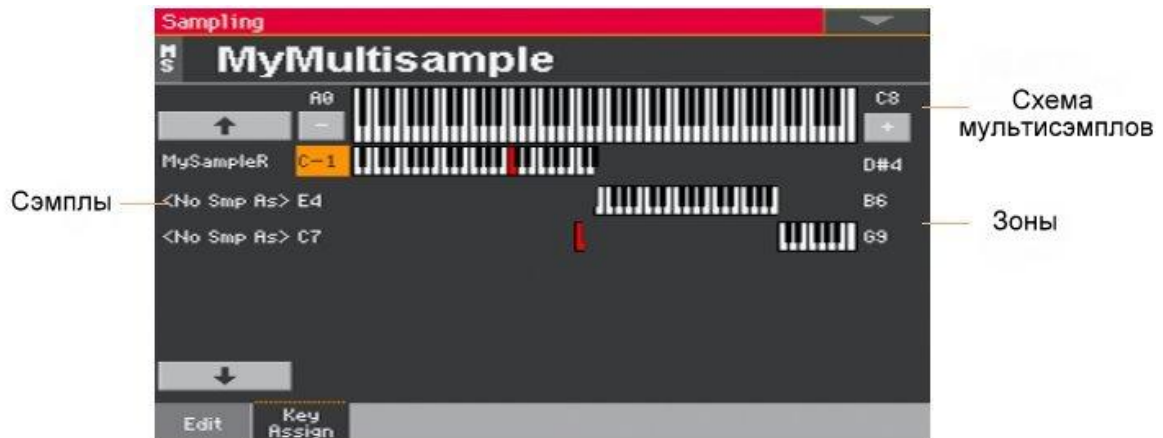 Sampling
MS MyMultisample
A0 C8
- +
Схема
мультисэмплов
MySampleR C-1 D#4
Сэмплы
<No Smp As> E4 B6
Зоны
<No Smp As> C7 G9
Edit Key
Assign